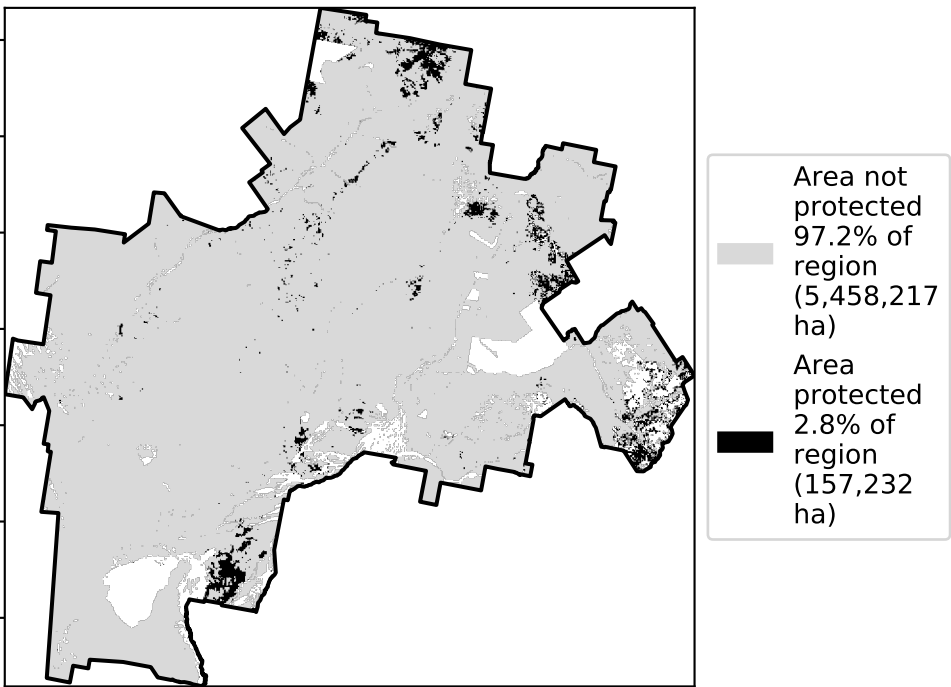 Area not
protected
97.2% of
region
(5,458,217
ha)
Area
protected
2.8% of
region
(157,232
ha)